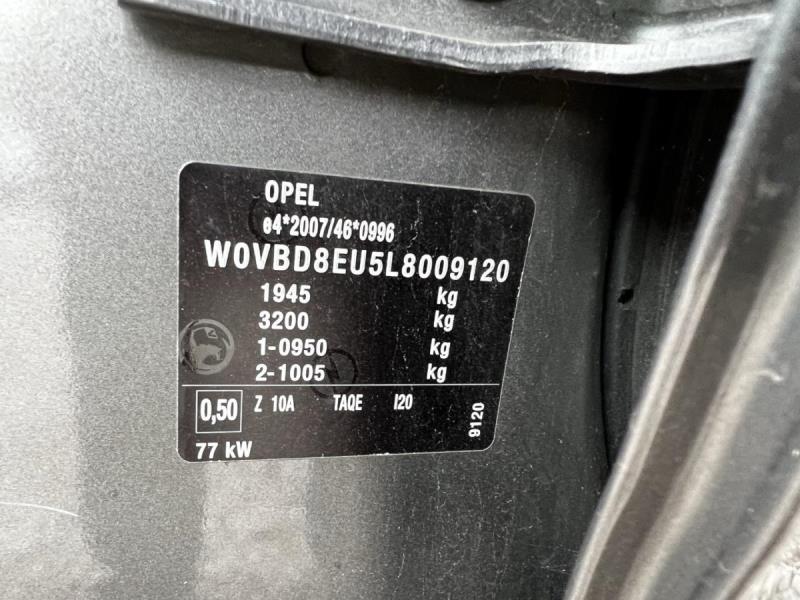 OPEL
e4*2007/46*0996
W0VBD8EU5L8009120
1945 kg
3200 kg
1-0950 kg
2-1005 kg
0,50 Z 10A TAQE I20
77 kW
9120